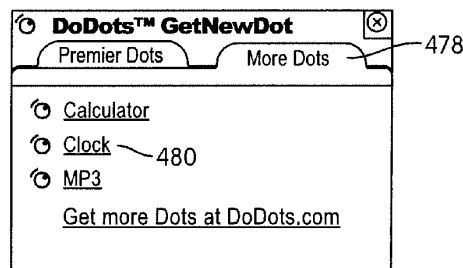 DoDots™ GetNewDot
Premier Dots More Dots 478
Calculator
Clock 480
MP3
Get more Dots at DoDots.com